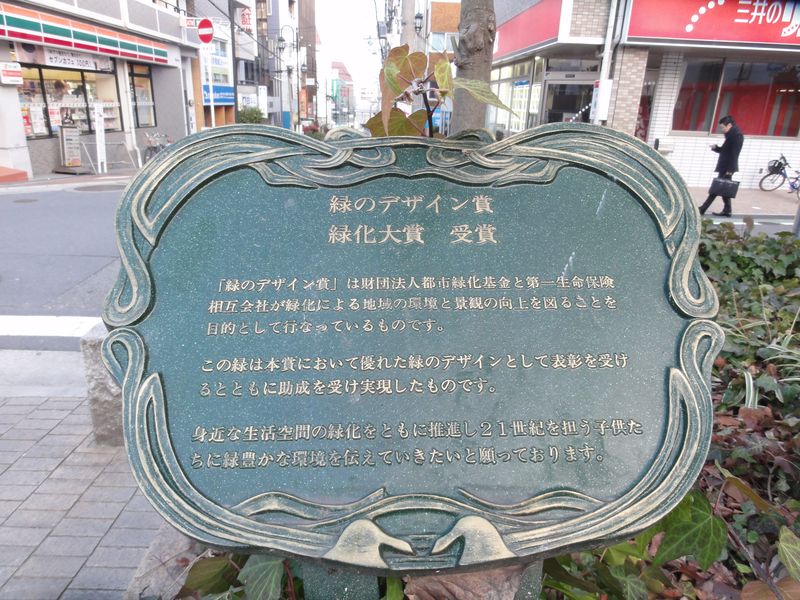 緑のデザイン賞
緑化大賞 受賞
「緑のデザイン賞」は財団法人都市緑化基金と第一生命保険
相互会社が緑化による地域の環境と景観の向上を図ることを
目的として行なっているものです。
この緑は本賞において優れた緑のデザインとして表彰を受け
るとともに助成を受け実現したものです。
身近な生活空間の緑化をともに推進し21世紀を担う子供た
ちに緑豊かな環境を伝えていきたいと願っております。
三井の